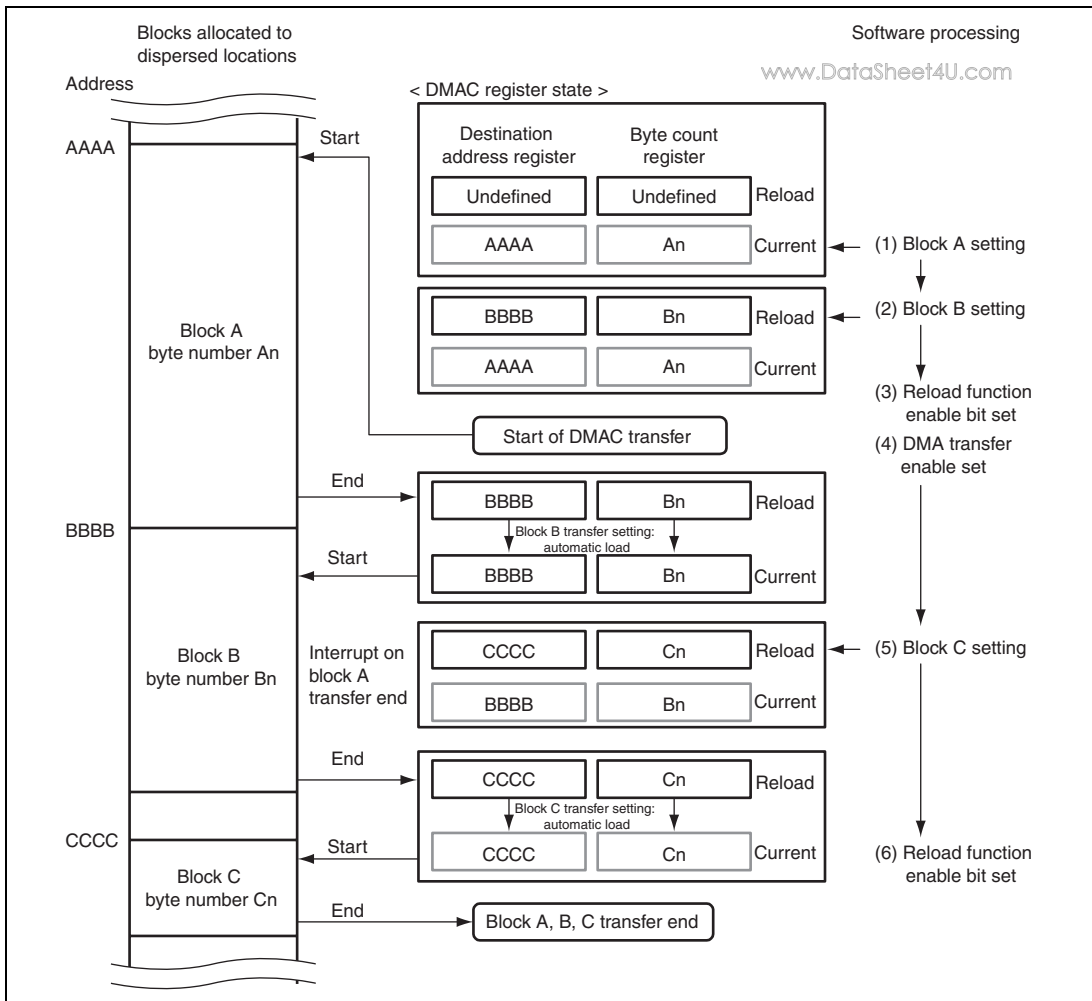 Blocks allocated to
dispersed locations
Software processing
www.DataSheet4U.com
Address
< DMAC register state >
AAAA
Start
Destination
address register
Byte count
register
Undefined
Undefined
Reload
AAAA
An
Current
(1) Block A setting
BBBB
Bn
Reload
(2) Block B setting
AAAA
An
Current
Block A
byte number An
(3) Reload function
enable bit set
Start of DMAC transfer
(4) DMA transfer
enable set
End
BBBB
Bn
Reload
BBBB
Block B transfer setting:
automatic load
Start
BBBB
Bn
Current
Block B
byte number Bn
Interrupt on
block A
transfer end
CCCC
Cn
Reload
(5) Block C setting
BBBB
Bn
Current
End
CCCC
Cn
Reload
Block C transfer setting:
automatic load
CCCC
Start
CCCC
Cn
Current
(6) Reload function
enable bit set
Block C
byte number Cn
End
Block A, B, C transfer end